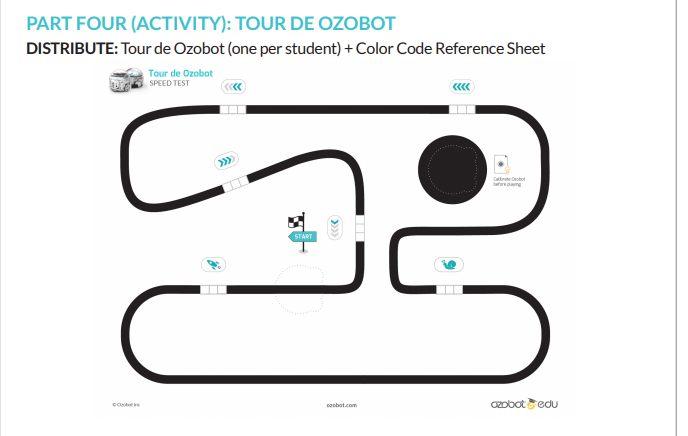 PART FOUR (ACTIVITY): TOUR DE OZOBOT
DISTRIBUTE: Tour de Ozobot (one per student) + Color Code Reference Sheet
Tour de Ozobot
SPEED TEST
Calibrate Ozobot
before playing
START
© Ozobot Inc
ozobot.com
ozobot edu